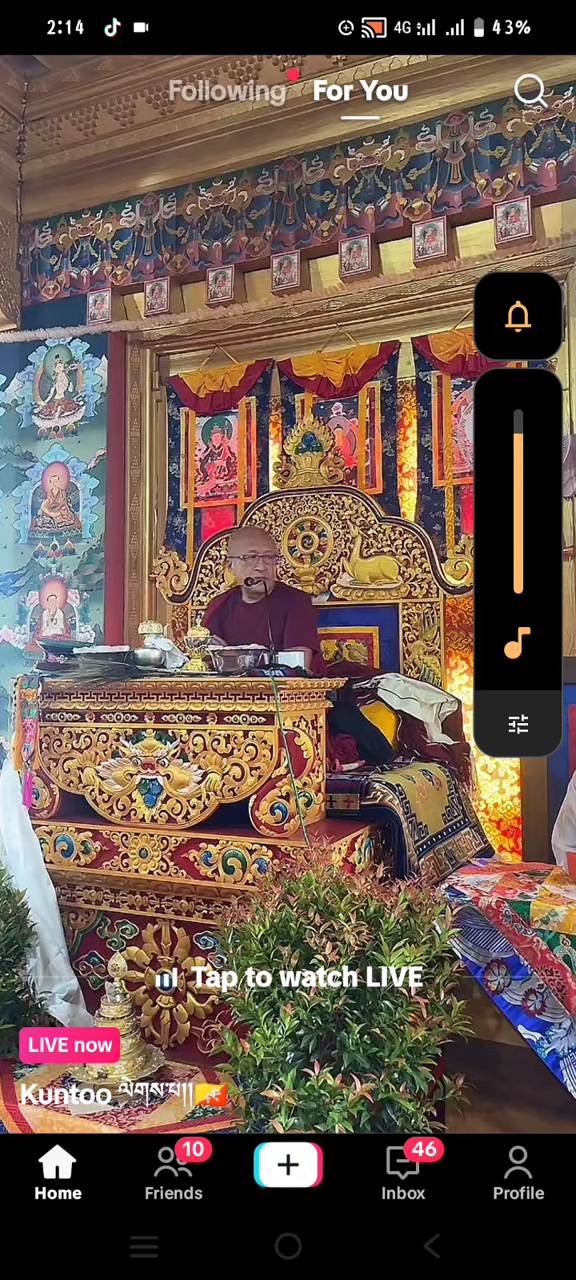 2:14
4G
43%
Following
For You
Tap to watch LIVE
LIVE now
Kuntoo ལེགས་པ།།🇧🇹
10
46
Home
Friends
Inbox
Profile